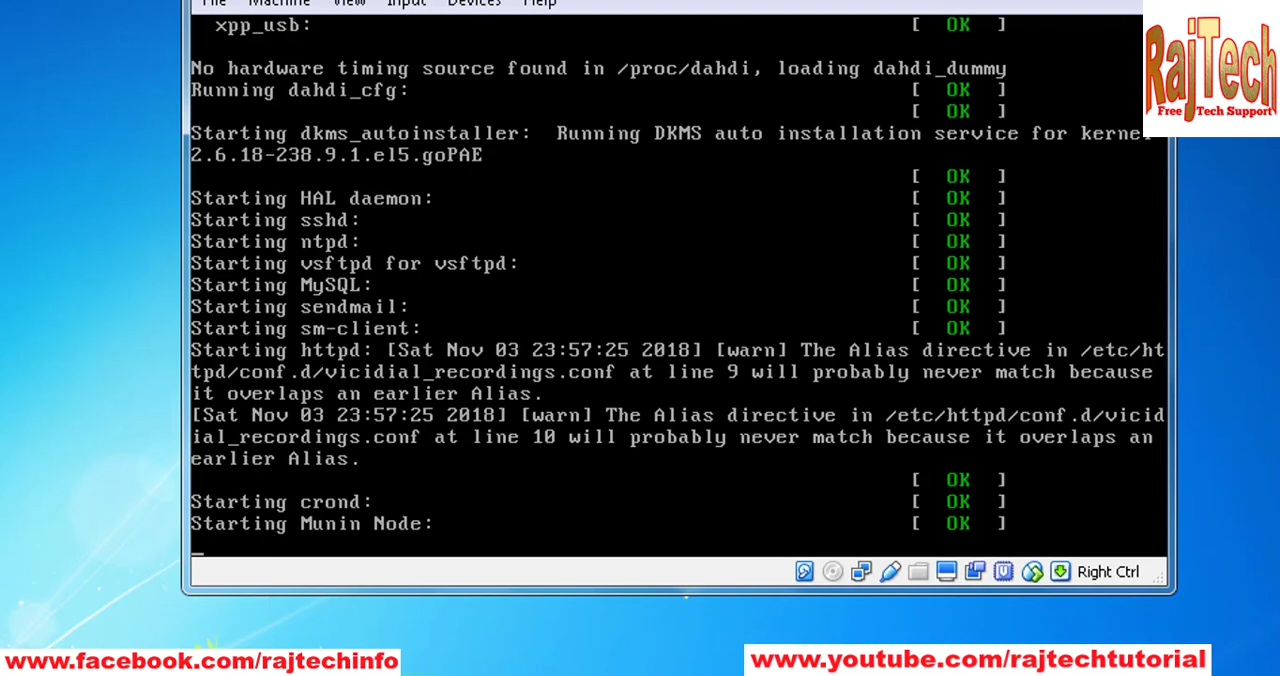 File Machine View Input Devices Help
xpp_usb: [ OK ]
No hardware timing source found in /proc/dahdi, loading dahdi_dummy
Running dahdi_cfg: [ OK ]
[ OK ]
Starting dkms_autoinstaller: Running DKMS auto installation service for kernel
2.6.18-238.9.1.el5.goPAE
[ OK ]
Starting HAL daemon: [ OK ]
Starting sshd: [ OK ]
Starting ntpd: [ OK ]
Starting vsftpd for vsftpd: [ OK ]
Starting MySQL: [ OK ]
Starting sendmail: [ OK ]
Starting sm-client: [ OK ]
Starting httpd: [Sat Nov 03 23:57:25 2018] [warn] The Alias directive in /etc/ht
tpd/conf.d/vicidial_recordings.conf at line 9 will probably never match because
it overlaps an earlier Alias.
[Sat Nov 03 23:57:25 2018] [warn] The Alias directive in /etc/httpd/conf.d/vicid
ial_recordings.conf at line 10 will probably never match because it overlaps an
earlier Alias.
[ OK ]
Starting crond: [ OK ]
Starting Munin Node: [ OK ]
Right Ctrl
RajTech
Free Tech Support
www.facebook.com/rajtechinfo
www.youtube.com/rajtechtutorial